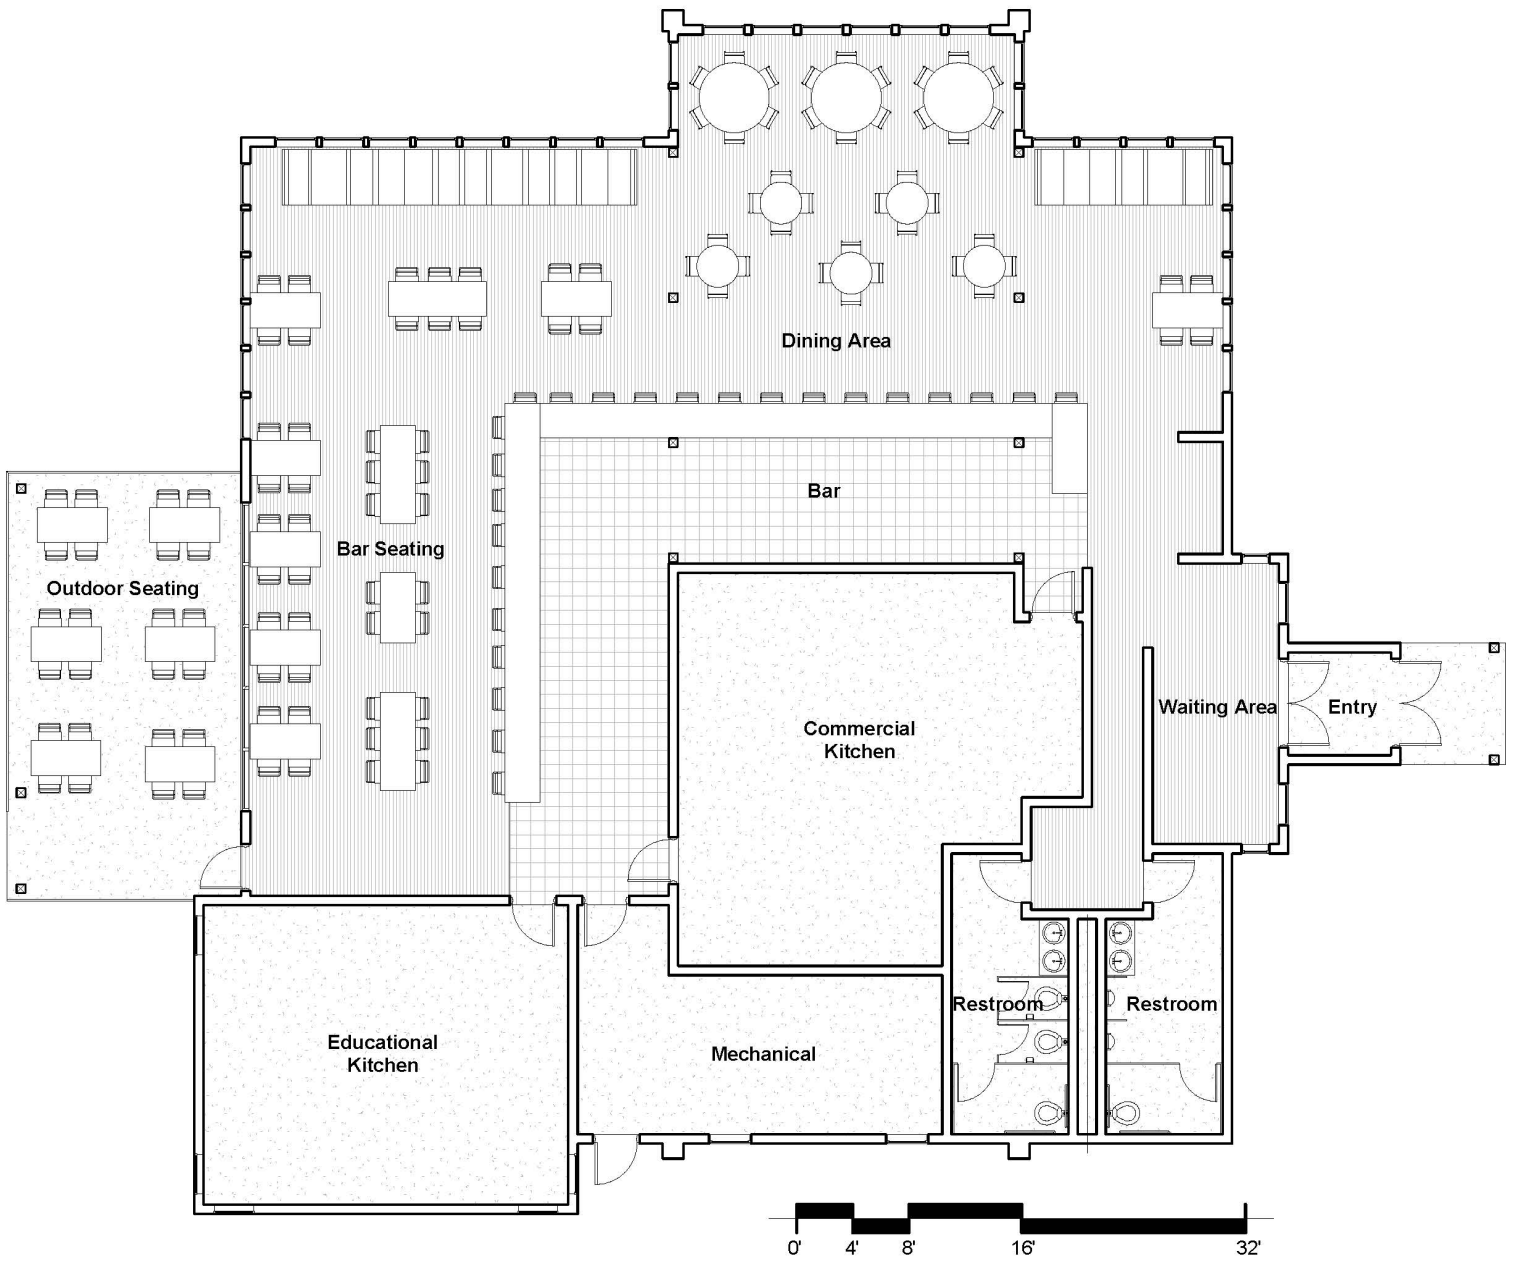 Dining Area
Bar
Bar Seating
Outdoor Seating
Waiting Area
Entry
Commercial
Kitchen
Restroom
Restroom
Educational
Kitchen
Mechanical
0' 4' 8' 16' 32'